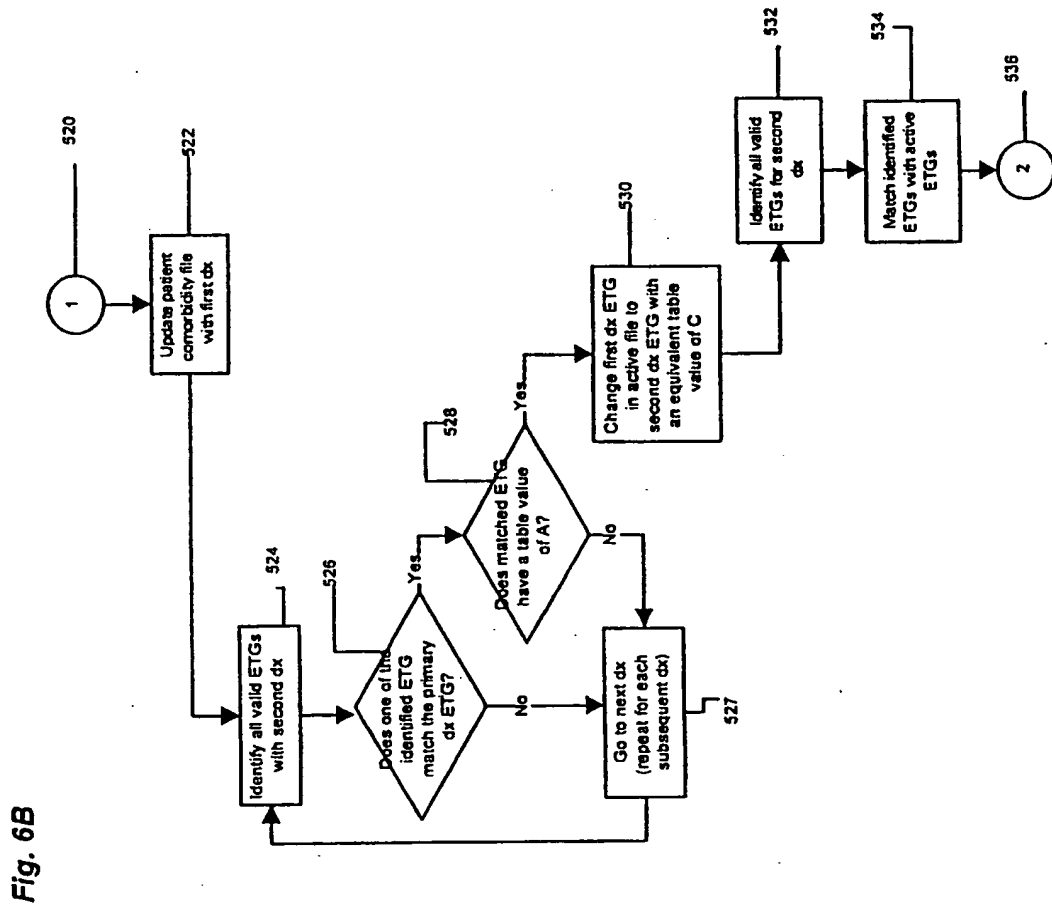 Fig. 6B
1
520
Update patient
comorbidity file
with first dx
522
Identify all valid ETGs
with second dx
524
Does one of the
identified ETG
match the primary
dx ETG?
526
Yes
No
Does matched ETG
have a table value
of A?
528
Yes
No
Go to next dx
(repeat for each
subsequent dx)
527
Change first dx ETG
in active file to
second dx ETG with
an equivalent table
value of C
530
Identify all valid
ETGs for second
dx
532
Match identified
ETGs with active
ETGs
534
2
536